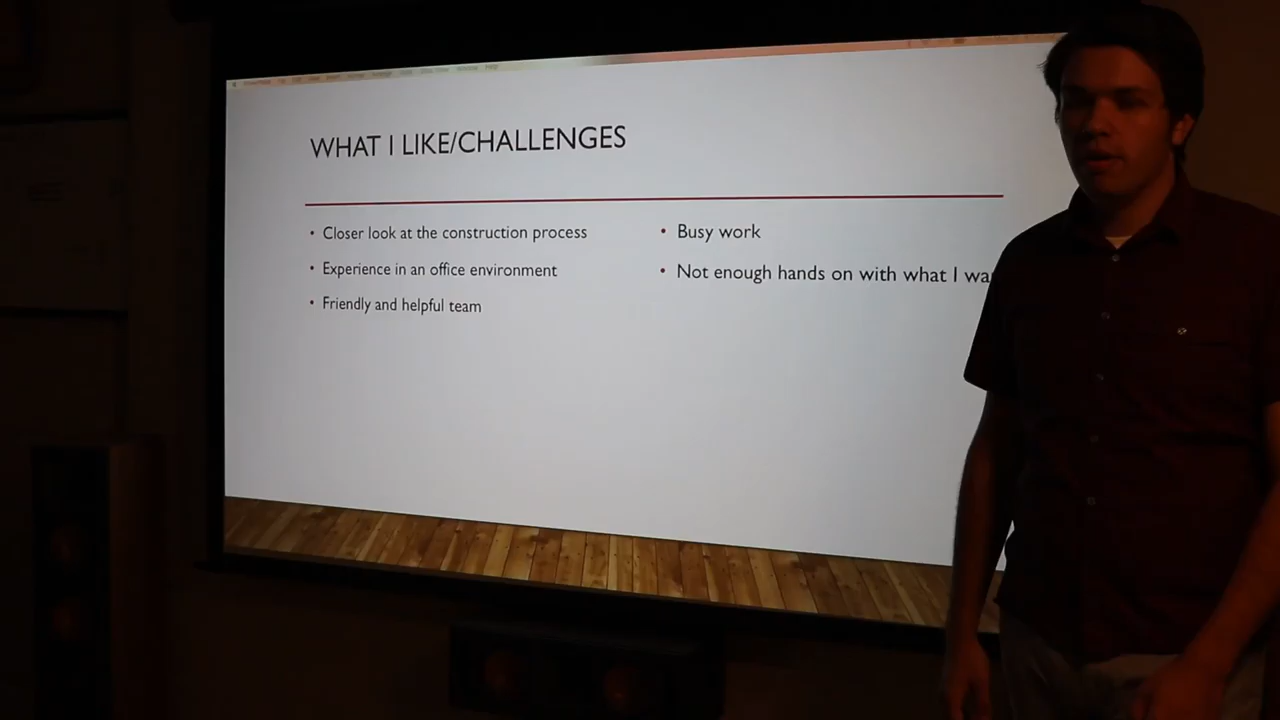 WHAT I LIKE/CHALLENGES
• Closer look at the construction process
• Experience in an office environment
• Friendly and helpful team
• Busy work
• Not enough hands on with what I